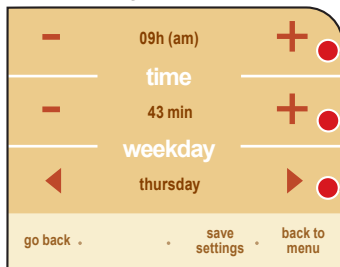 - 09h (am) +
time
- 43 min +
weekday
thursday
go back
save settings
back to menu